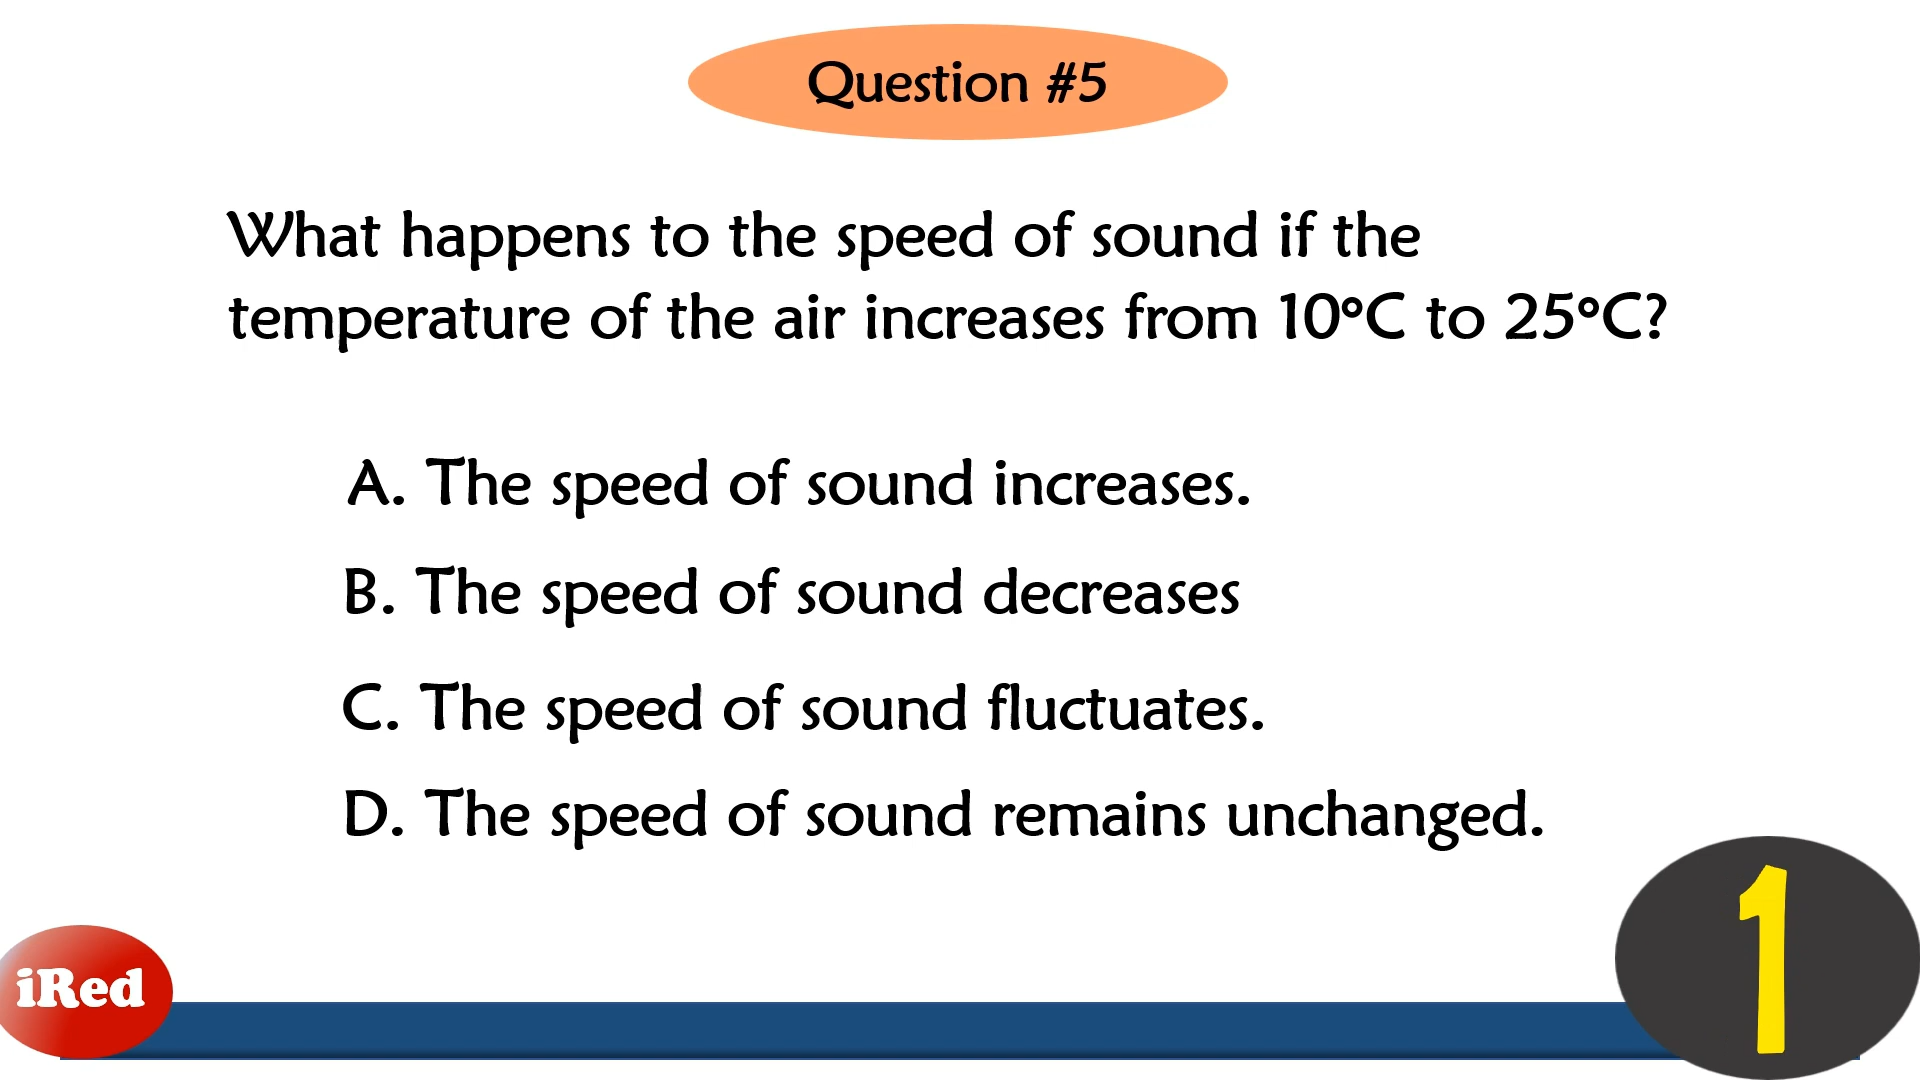 Question #5
What happens to the speed of sound if the
temperature of the air increases from 10°C to 25°C?
A. The speed of sound increases.
B. The speed of sound decreases
C. The speed of sound fluctuates.
D. The speed of sound remains unchanged.
iRed
1